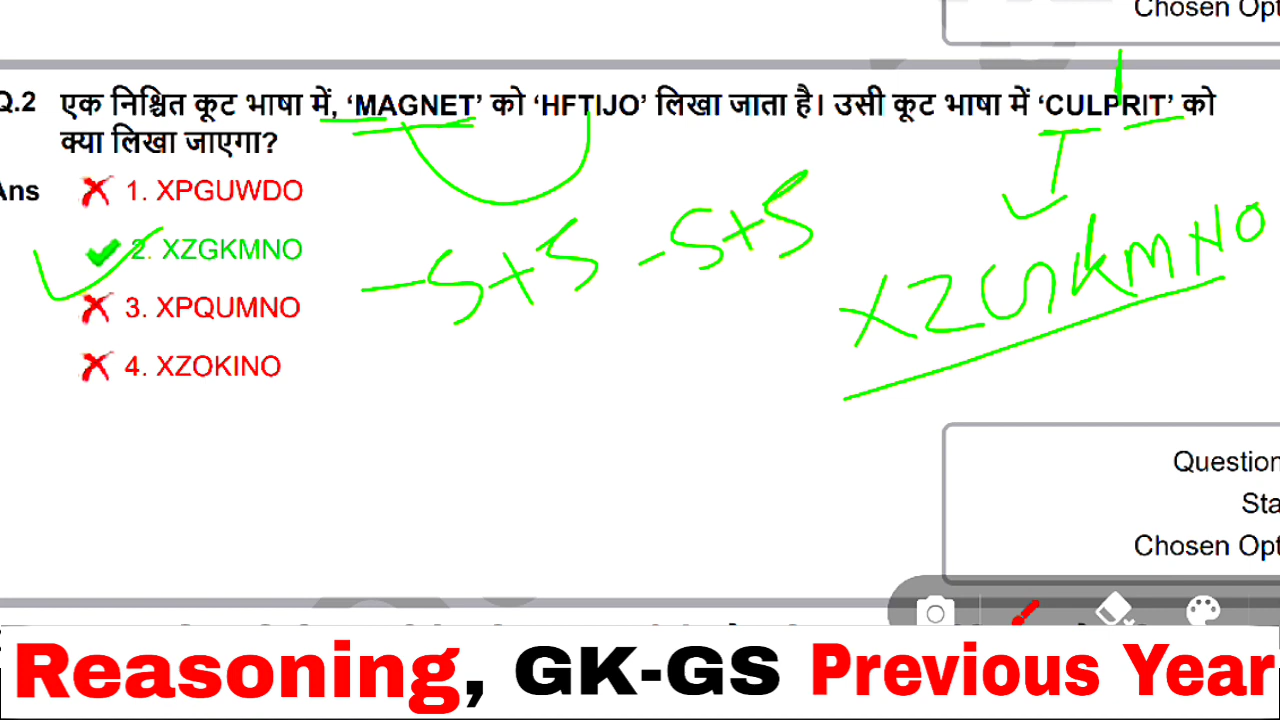 Chosen Opt
Q.2 एक निश्चित कूट भाषा में, ‘MAGNET’ को ‘HFTIJO’ लिखा जाता है। उसी कूट भाषा में ‘CULPRIT’ को
क्या लिखा जाएगा?
Ans 1. XPGUWDO
2. XZGKMNO
3. XPQUMNO
4. XZOKINO
-5+5 -5+5
XZGKMNO
Question
Sta
Chosen Opt
Reasoning, GK-GS Previous Year